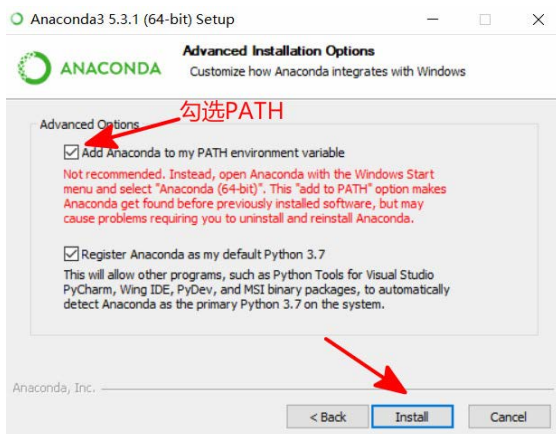 Anaconda3 5.3.1 (64-bit) Setup
Advanced Installation Options
ANACONDA
Customize how Anaconda integrates with Windows
勾选PATH
Advanced Options
Add Anaconda to my PATH environment variable
Not recommended. Instead, open Anaconda with the Windows Start
menu and select "Anaconda (64-bit)". This "add to PATH" option makes
Anaconda get found before previously installed software, but may
cause problems requiring you to uninstall and reinstall Anaconda.
Register Anaconda as my default Python 3.7
This will allow other programs, such as Python Tools for Visual Studio
PyCharm, Wing IDE, PyDev, and MSI binary packages, to automatically
detect Anaconda as the primary Python 3.7 on the system.
Anaconda, Inc.
< Back
Install
Cancel